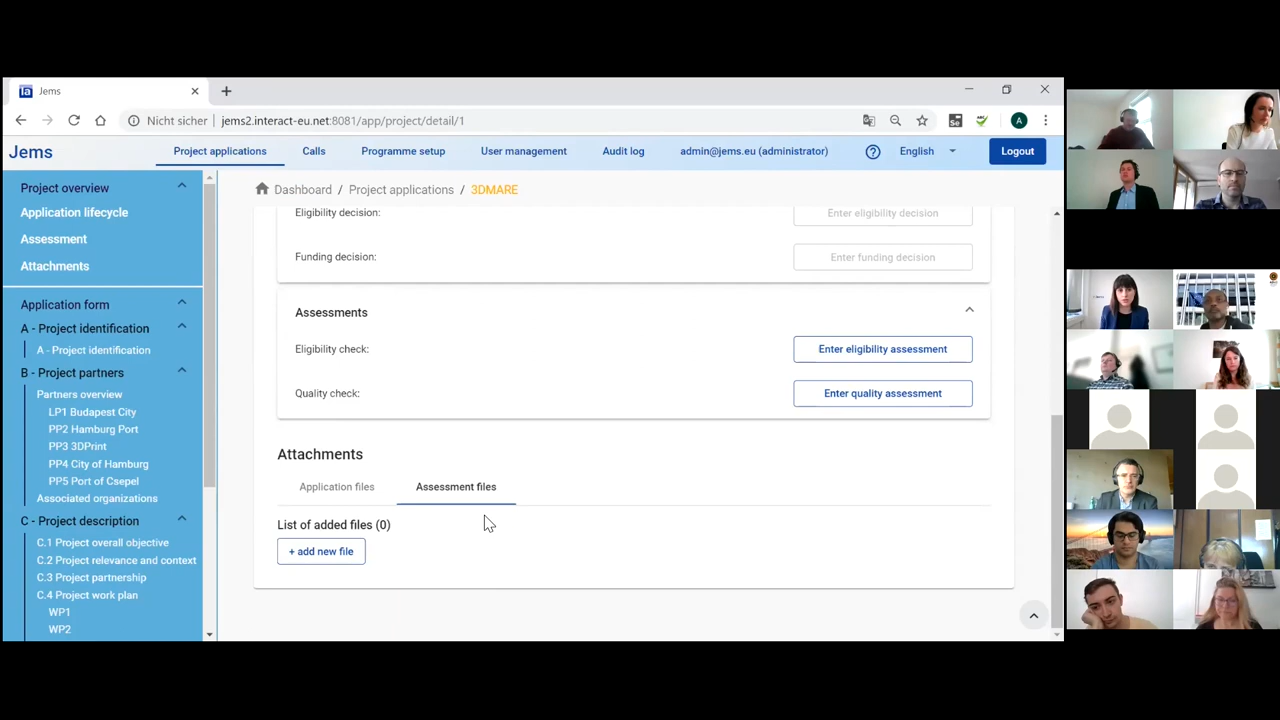 Jems
Nicht sicher | jems2.interact-eu.net:8081/app/project/detail/1
A
Jems
Project applications
Calls
Programme setup
User management
Audit log
admin@jems.eu (administrator)
English
Logout
Project overview
Application lifecycle
Assessment
Attachments
Application form
A - Project identification
A - Project identification
B - Project partners
Partners overview
LP1 Budapest City
PP2 Hamburg Port
PP3 3DPrint
PP4 City of Hamburg
PP5 Port of Csepel
Associated organizations
C - Project description
C.1 Project overall objective
C.2 Project relevance and context
C.3 Project partnership
C.4 Project work plan
WP1
WP2
Dashboard / Project applications / 3DMARE
Eligibility decision:
Enter eligibility decision
Funding decision:
Enter funding decision
Assessments
Eligibility check:
Enter eligibility assessment
Quality check:
Enter quality assessment
Attachments
Application files
Assessment files
List of added files (0)
+ add new file